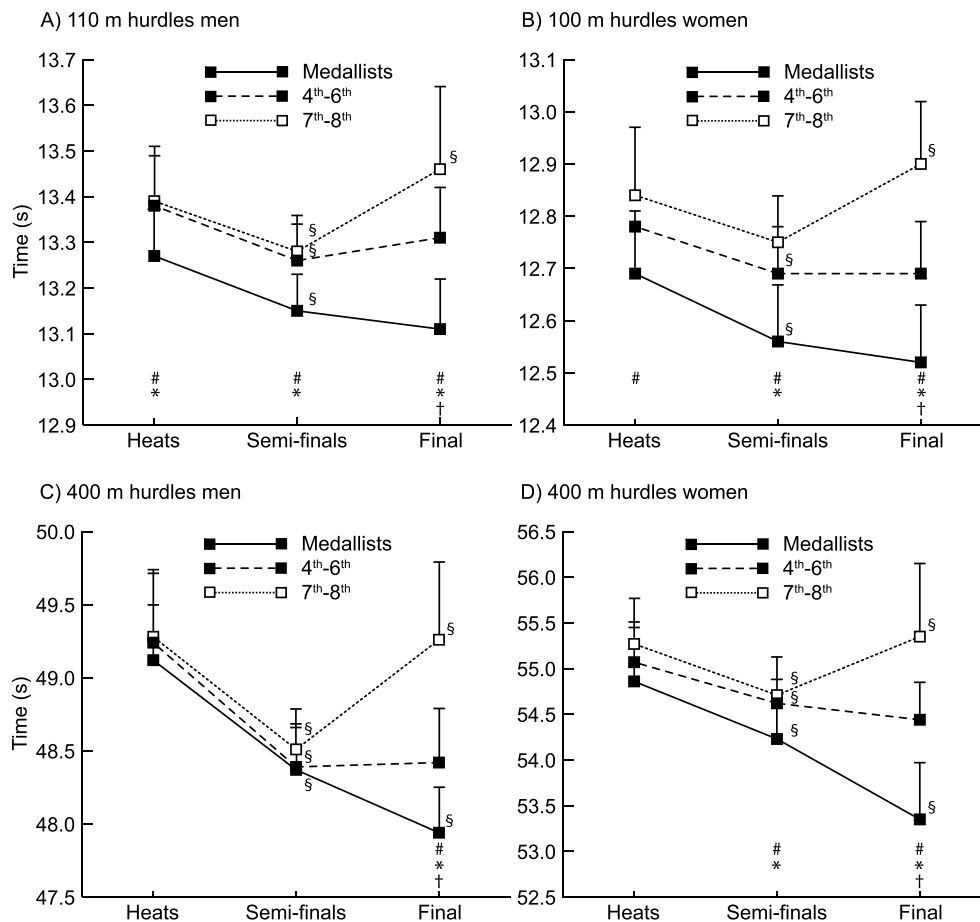 A) 110 m hurdles men
13.7
13.6
13.5
13.4
13.3
13.2
13.1
13.0
12.9
Time (s)
Medallists
4th-6th
7th-8th
§
§
§
§
# # #
* * *
†
Heats Semi-finals Final
B) 100 m hurdles women
13.1
13.0
12.9
12.8
12.7
12.6
12.5
12.4
Medallists
4th-6th
7th-8th
§
§
§
# # #
* *
†
Heats Semi-finals Final
C) 400 m hurdles men
50.0
49.5
49.0
48.5
48.0
47.5
Time (s)
Medallists
4th-6th
7th-8th
§
§
§
§
§
#
*
†
Heats Semi-finals Final
D) 400 m hurdles women
56.5
56.0
55.5
55.0
54.5
54.0
53.5
53.0
52.5
Medallists
4th-6th
7th-8th
§
§
§
§
§
# #
* *
†
Heats Semi-finals Final